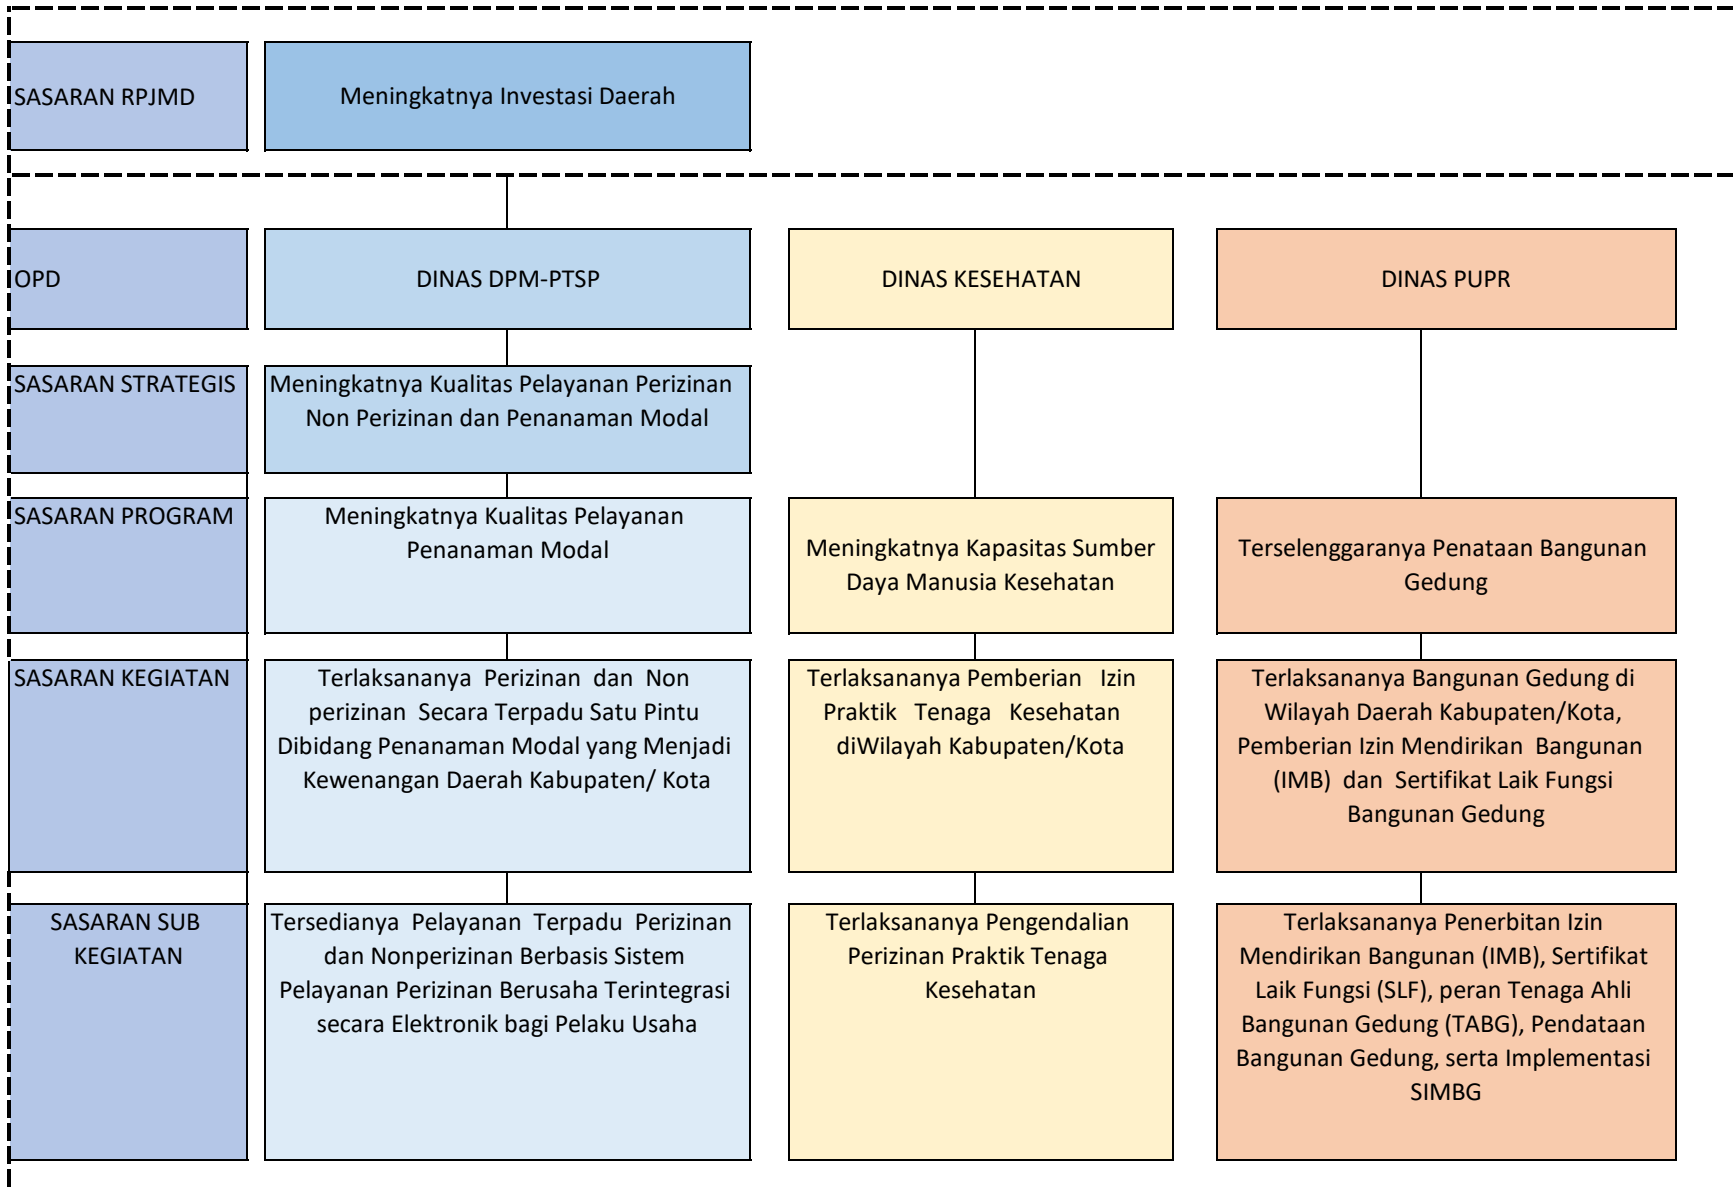 SASARAN RPJMD
Meningkatnya Investasi Daerah
OPD
DINAS DPM-PTSP
DINAS KESEHATAN
DINAS PUPR
SASARAN STRATEGIS
Meningkatnya Kualitas Pelayanan Perizinan
Non Perizinan dan Penanaman Modal
SASARAN PROGRAM
Meningkatnya Kualitas Pelayanan
Penanaman Modal
Meningkatnya Kapasitas Sumber
Daya Manusia Kesehatan
Terselenggaranya Penataan Bangunan
Gedung
SASARAN KEGIATAN
Terlaksananya Perizinan dan Non
perizinan Secara Terpadu Satu Pintu
Dibidang Penanaman Modal yang Menjadi
Kewenangan Daerah Kabupaten/ Kota
Terlaksananya Pemberian Izin
Praktik Tenaga Kesehatan
diWilayah Kabupaten/Kota
Terlaksananya Bangunan Gedung di
Wilayah Daerah Kabupaten/Kota,
Pemberian Izin Mendirikan Bangunan
(IMB) dan Sertifikat Laik Fungsi
Bangunan Gedung
SASARAN SUB
KEGIATAN
Tersedianya Pelayanan Terpadu Perizinan
dan Nonperizinan Berbasis Sistem
Pelayanan Perizinan Berusaha Terintegrasi
secara Elektronik bagi Pelaku Usaha
Terlaksananya Pengendalian
Perizinan Praktik Tenaga
Kesehatan
Terlaksananya Penerbitan Izin
Mendirikan Bangunan (IMB), Sertifikat
Laik Fungsi (SLF), peran Tenaga Ahli
Bangunan Gedung (TABG), Pendataan
Bangunan Gedung, serta Implementasi
SIMBG